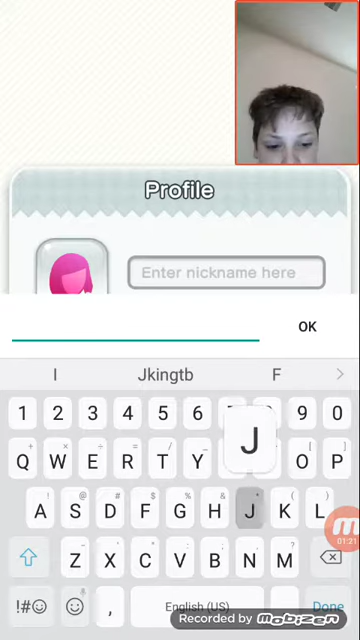 Profile
Enter nickname here
OK
I Jkingtb F
1 2 3 4 5 6 9 0
Q W E R T Y J O P
A S D F G H J K L
Z X C V B N M
01:21
!#☺ , English (US) Done
Recorded by Mobizen